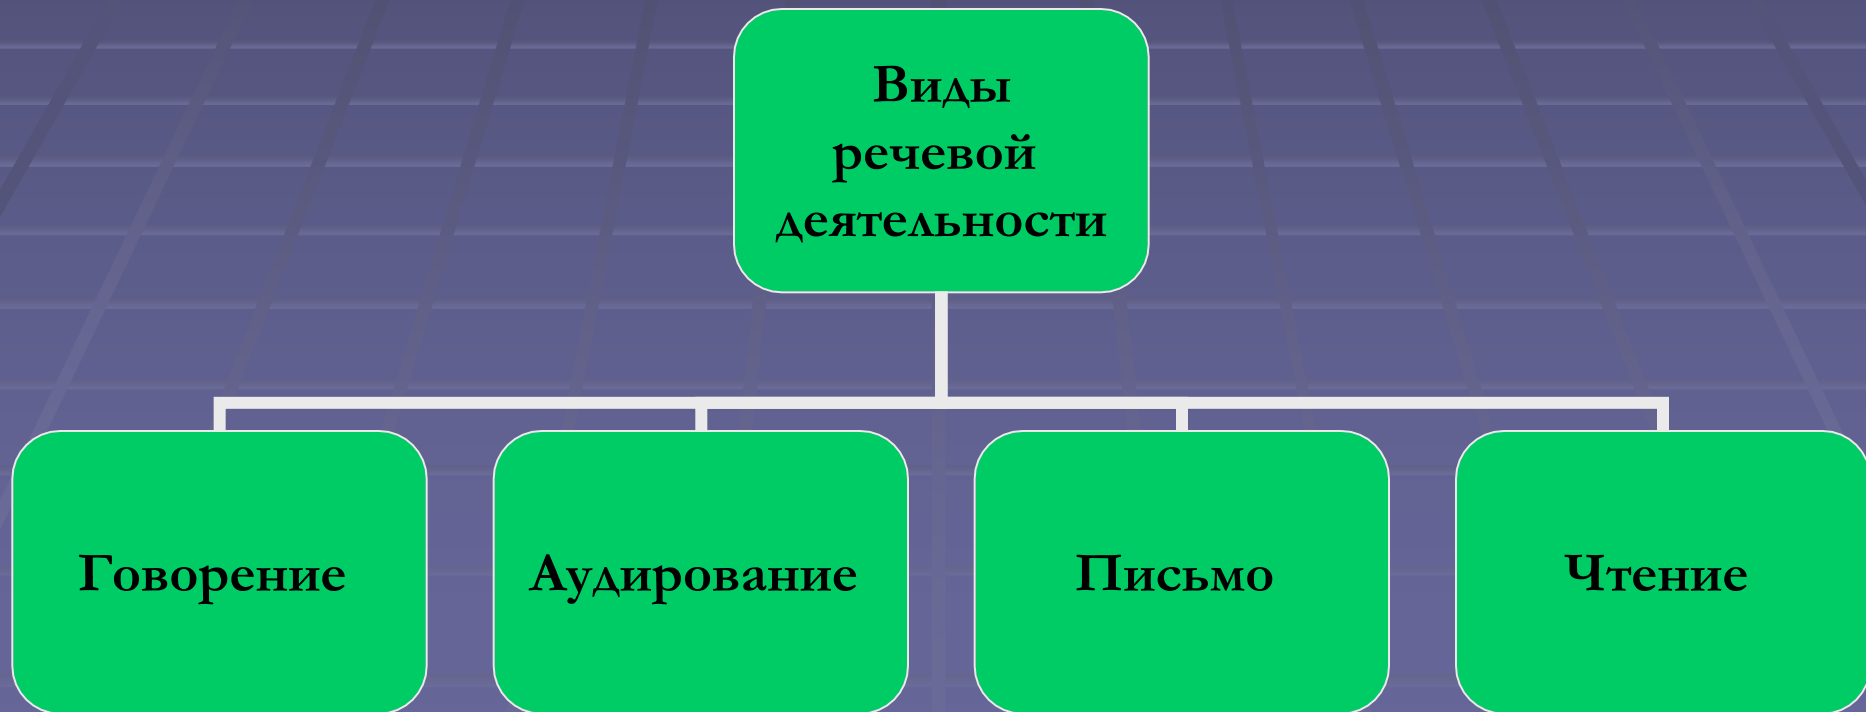 Виды
речевой
деятельности
Говорение
Аудирование
Письмо
Чтение